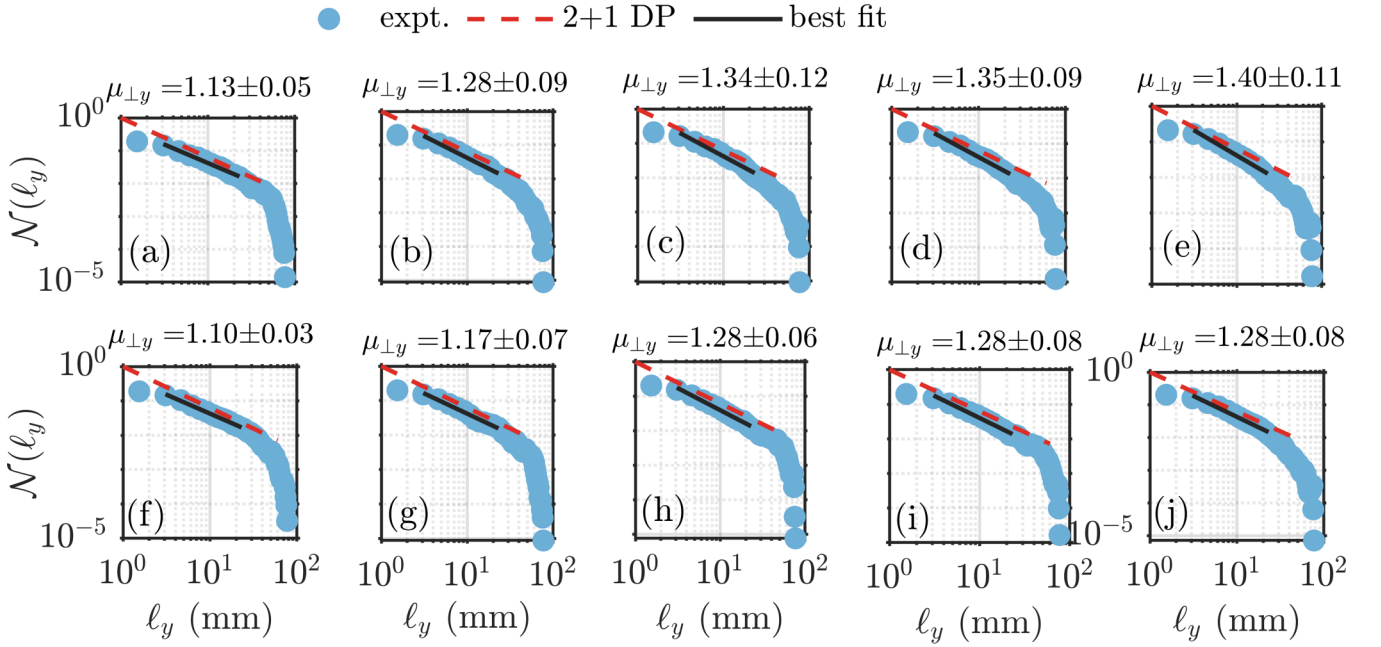 expt. 2+1 DP best fit
μ⊥y =1.13±0.05 μ⊥y =1.28±0.09 μ⊥y =1.34±0.12 μ⊥y =1.35±0.09 μ⊥y =1.40±0.11
10^0
𝒩(ℓy)
(a) (b) (c) (d) (e)
10^-5
μ⊥y =1.10±0.03 μ⊥y =1.17±0.07 μ⊥y =1.28±0.06 μ⊥y =1.28±0.08 μ⊥y =1.28±0.08
10^0 10^0
𝒩(ℓy)
(f) (g) (h) (i) (j)
10^-5 10^-5
10^0 10^1 10^2 10^0 10^1 10^2 10^0 10^1 10^2 10^0 10^1 10^2 10^0 10^1 10^2
ℓy (mm) ℓy (mm) ℓy (mm) ℓy (mm) ℓy (mm)